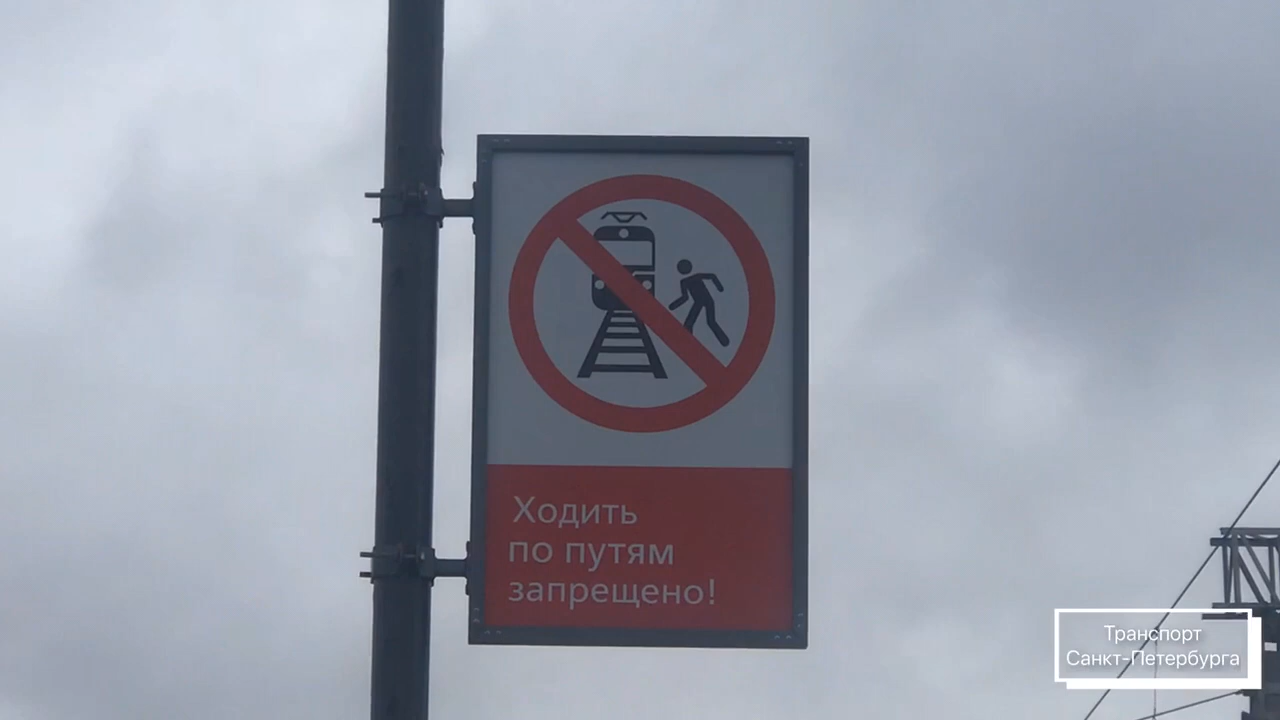 Ходить
по путям
запрещено!
Транспорт
Санкт-Петербурга